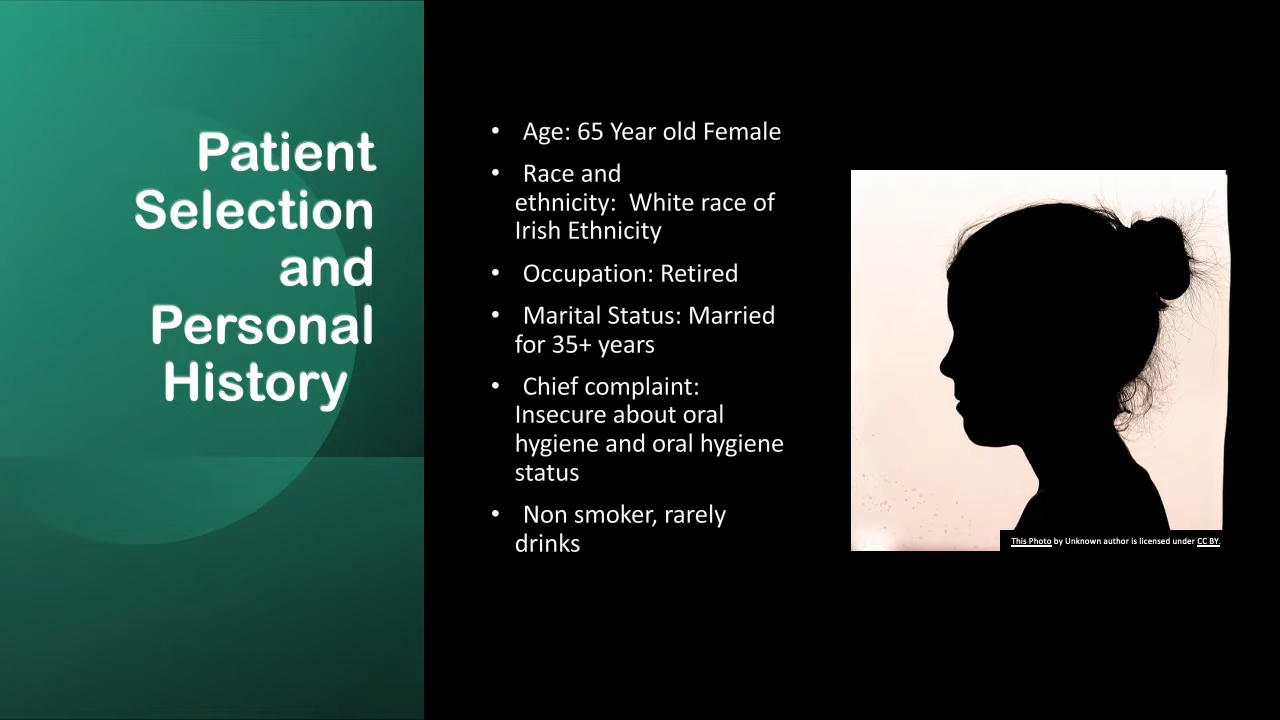 Patient
Selection
and
Personal
History
• Age: 65 Year old Female
• Race and
ethnicity:  White race of
Irish Ethnicity
• Occupation: Retired
• Marital Status: Married
for 35+ years
• Chief complaint:
Insecure about oral
hygiene and oral hygiene
status
• Non smoker, rarely
drinks
This Photo by Unknown author is licensed under CC BY.